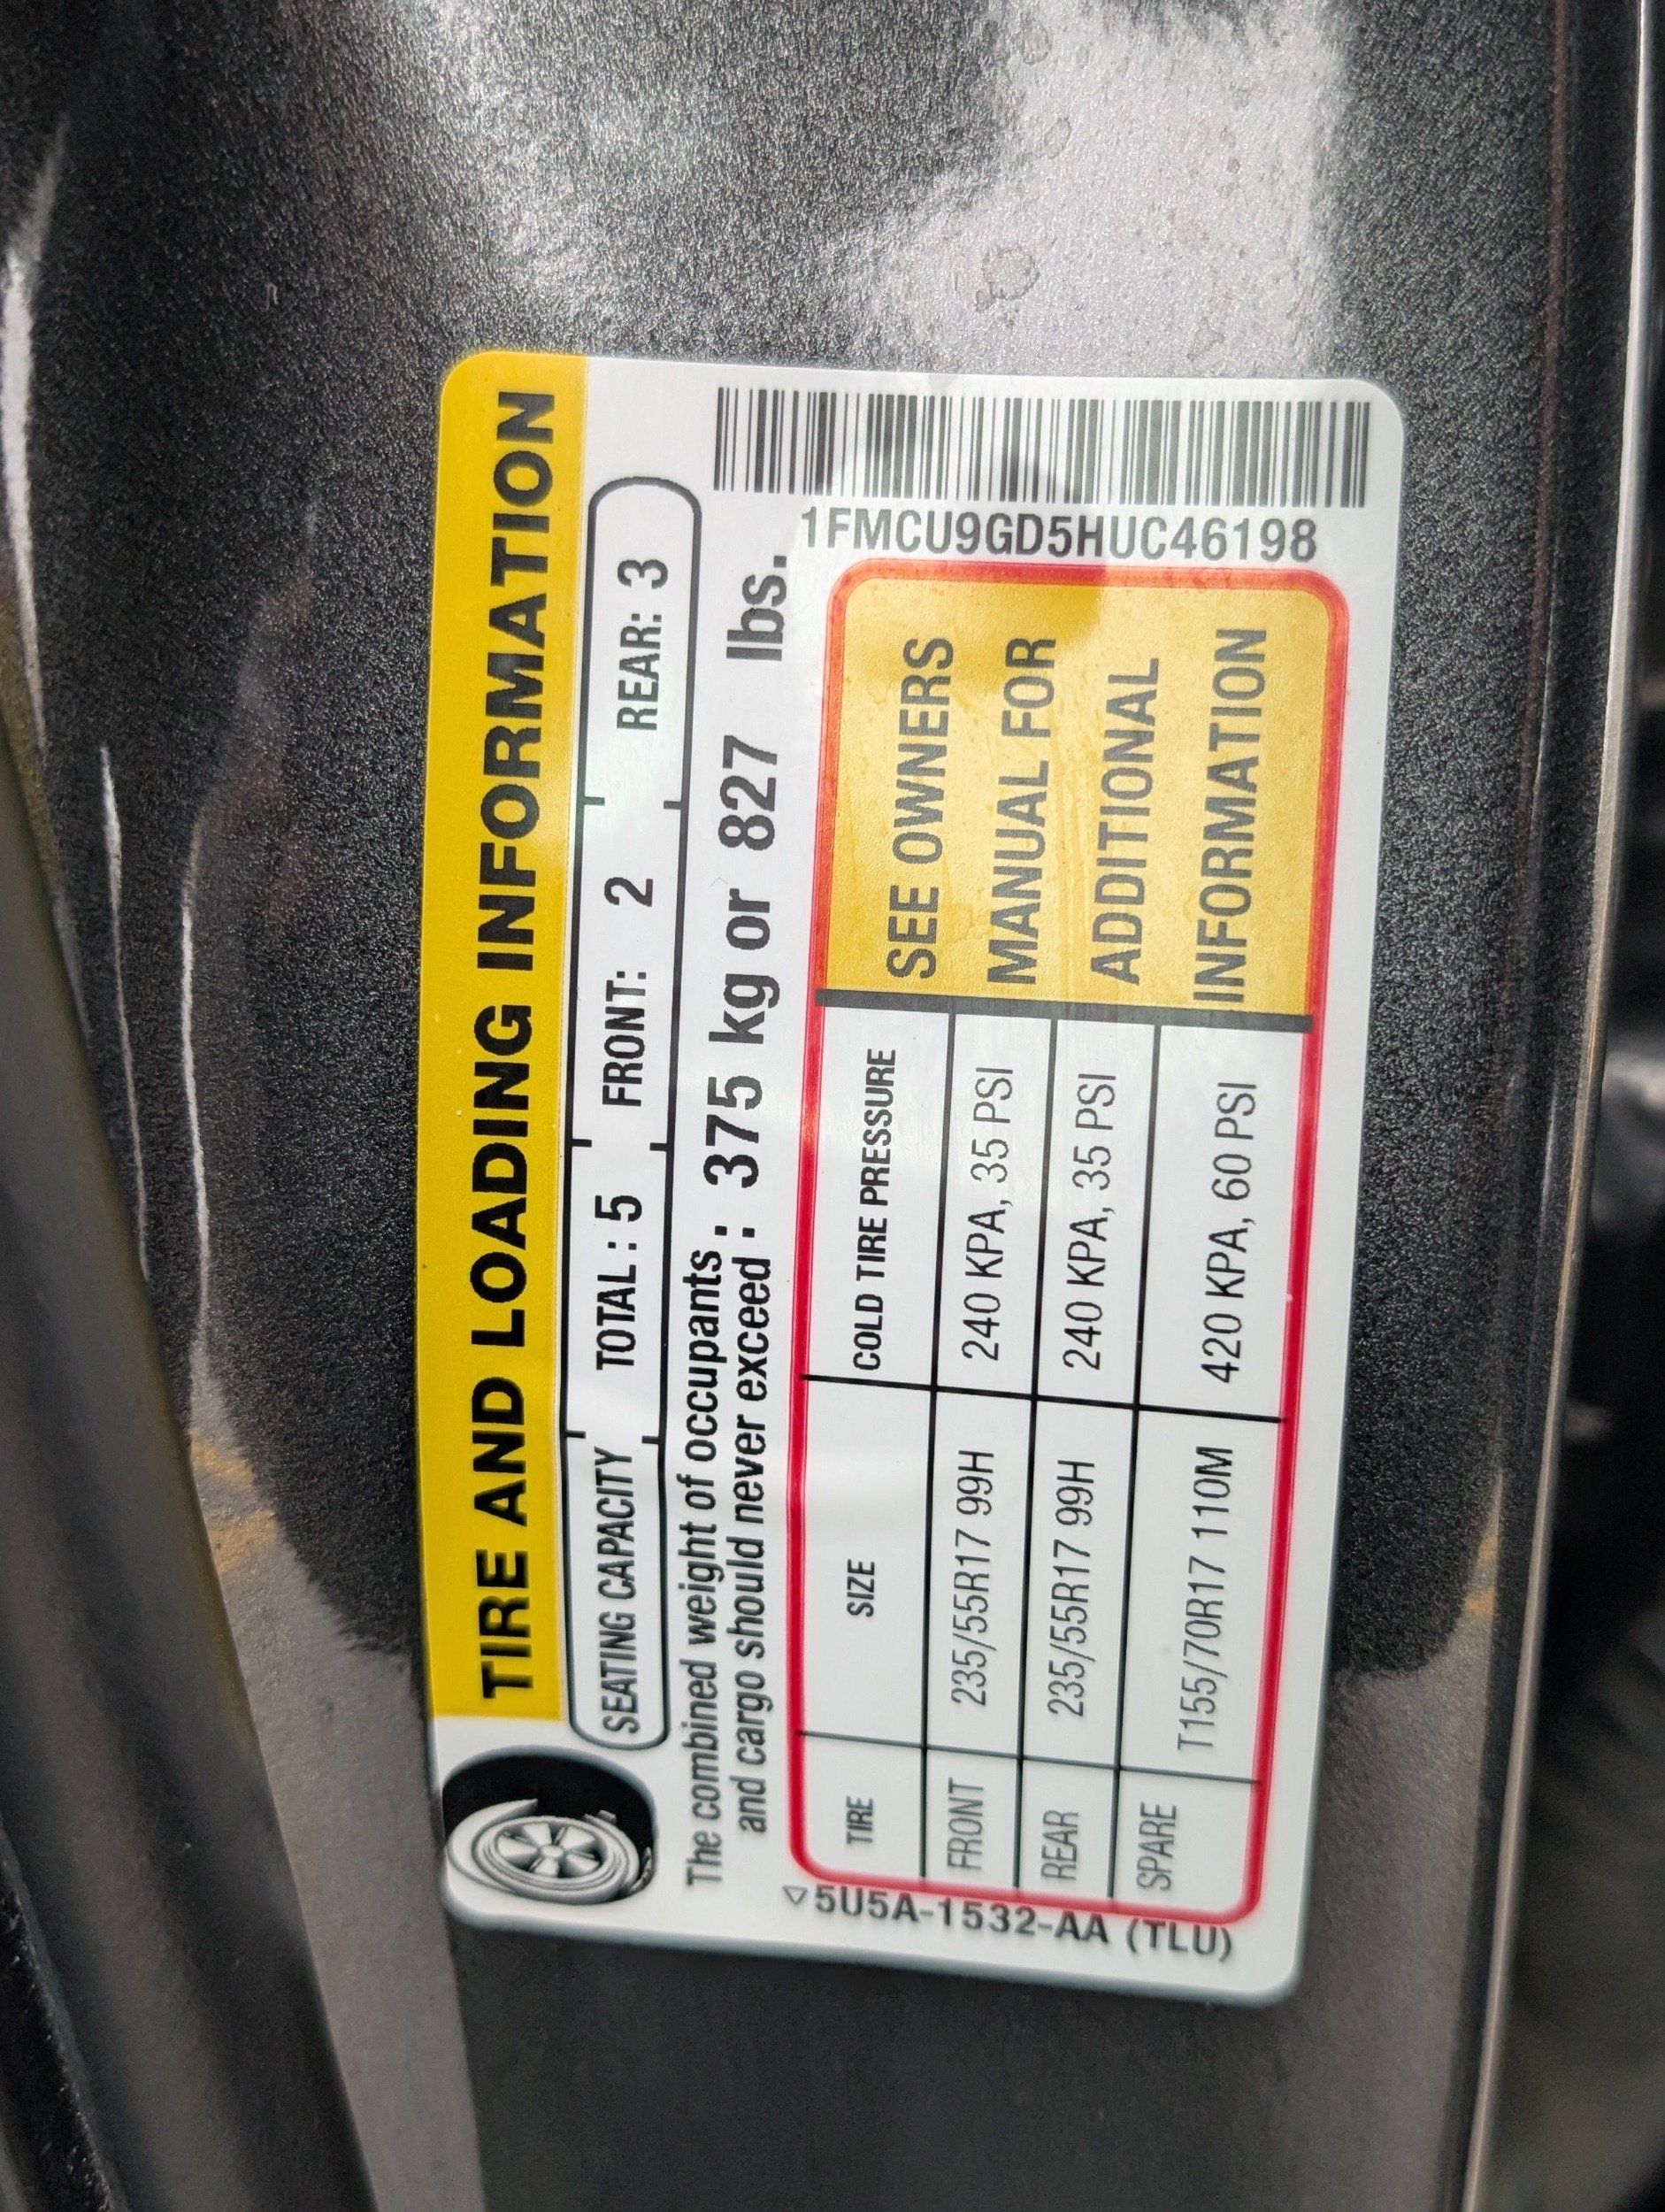 TIRE AND LOADING INFORMATION
SEATING CAPACITY TOTAL : 5 FRONT: 2 REAR: 3
The combined weight of occupants
and cargo should never exceed : 375 kg or 827 lbs.
TIRE SIZE COLD TIRE PRESSURE
FRONT 235/55R17 99H 240 KPA, 35 PSI
REAR 235/55R17 99H 240 KPA, 35 PSI
SPARE T155/70R17 110M 420 KPA, 60 PSI
SEE OWNERS
MANUAL FOR
ADDITIONAL
INFORMATION
5U5A-1532-AA (TLU)
1FMCU9GD5HUC46198